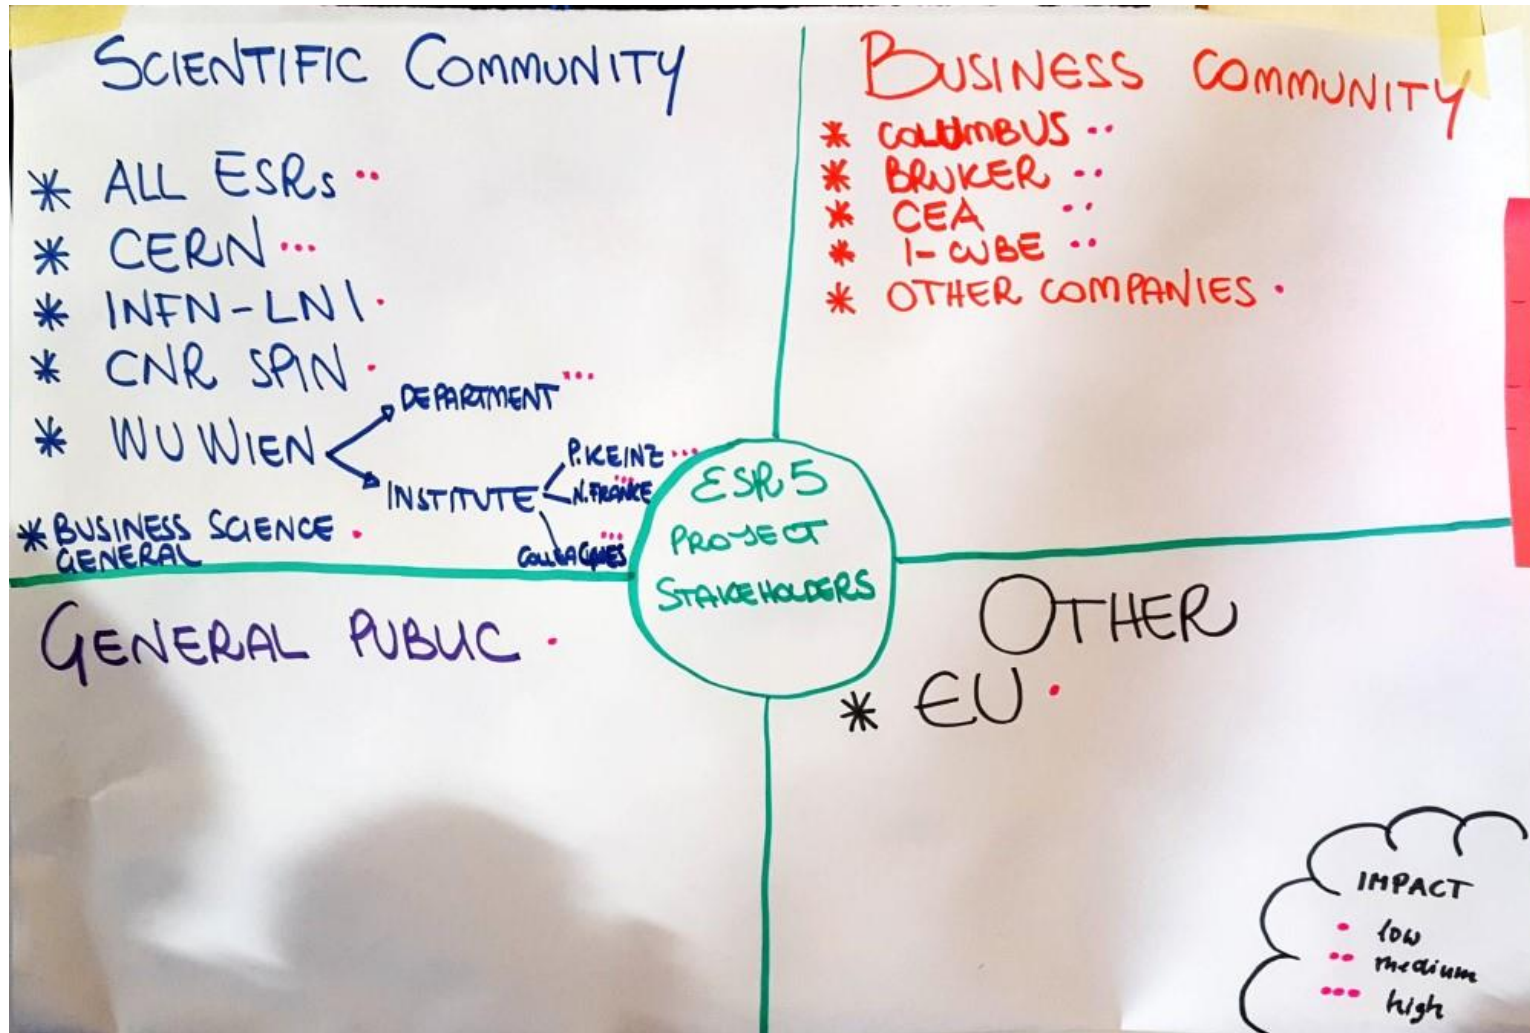 SCIENTIFIC COMMUNITY
* ALL ESRs ••
* CERN •••
* INFN-LNI •
* CNR SPIN •
* WU WIEN
DEPARTMENT •••
INSTITUTE
P. KEINZ •••
N. FRANKE •••
COLLEAGUES •••
* BUSINESS SCIENCE •
GENERAL
BUSINESS COMMUNITY
* COLUMBUS ••
* BRUKER ••
* CEA ••
* I-CUBE ••
* OTHER COMPANIES •
ESR 5
PROJECT
STAKEHOLDERS
GENERAL PUBLIC •
OTHER
* EU •
IMPACT
• low
•• medium
••• high